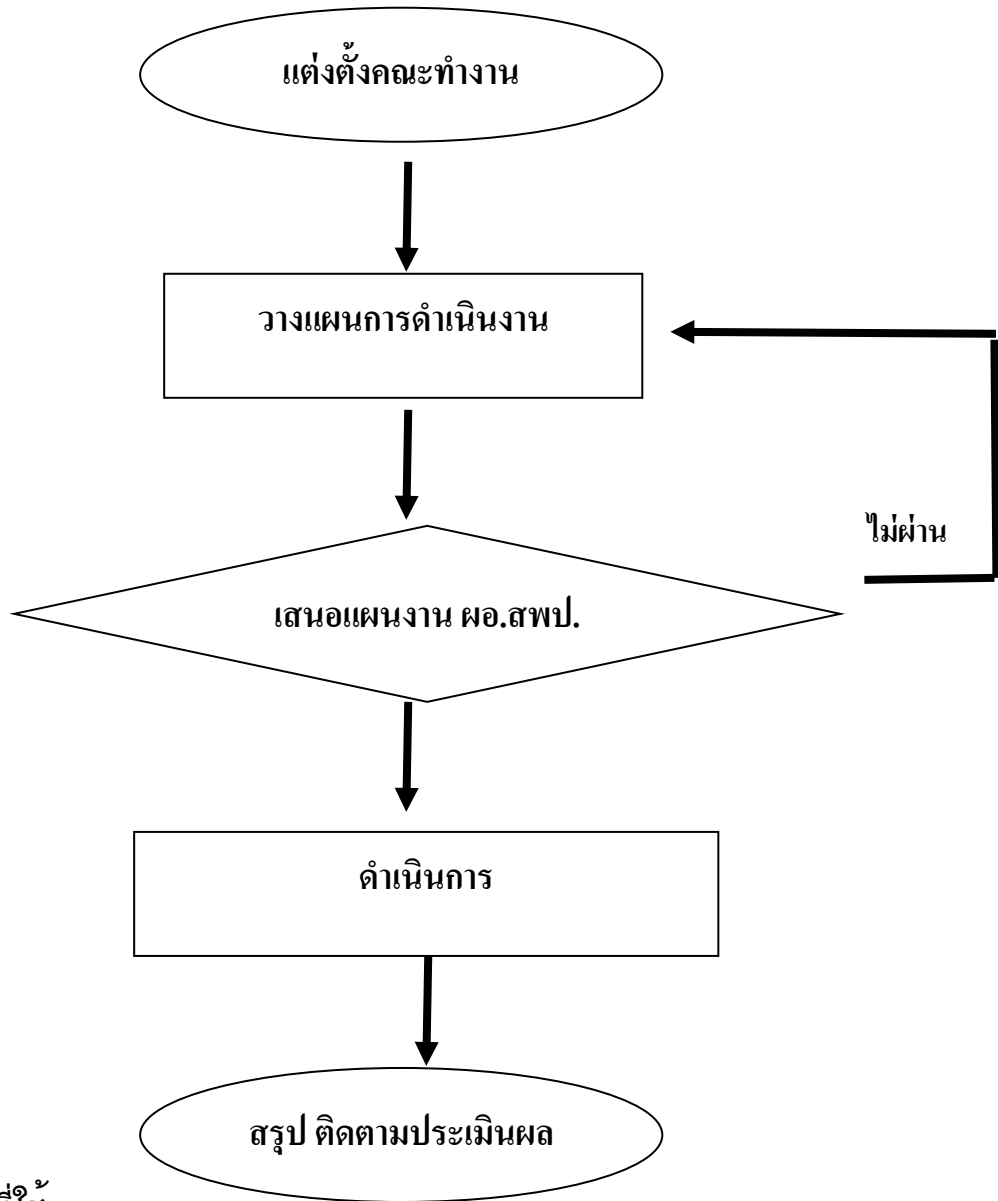 แต่งตั้งคณะทำงาน
วางแผนการดำเนินงาน
ไม่ผ่าน
เสนอแผนงาน ผอ.สพป.
ดำเนินการ
สรุป ติดตามประเมินผล